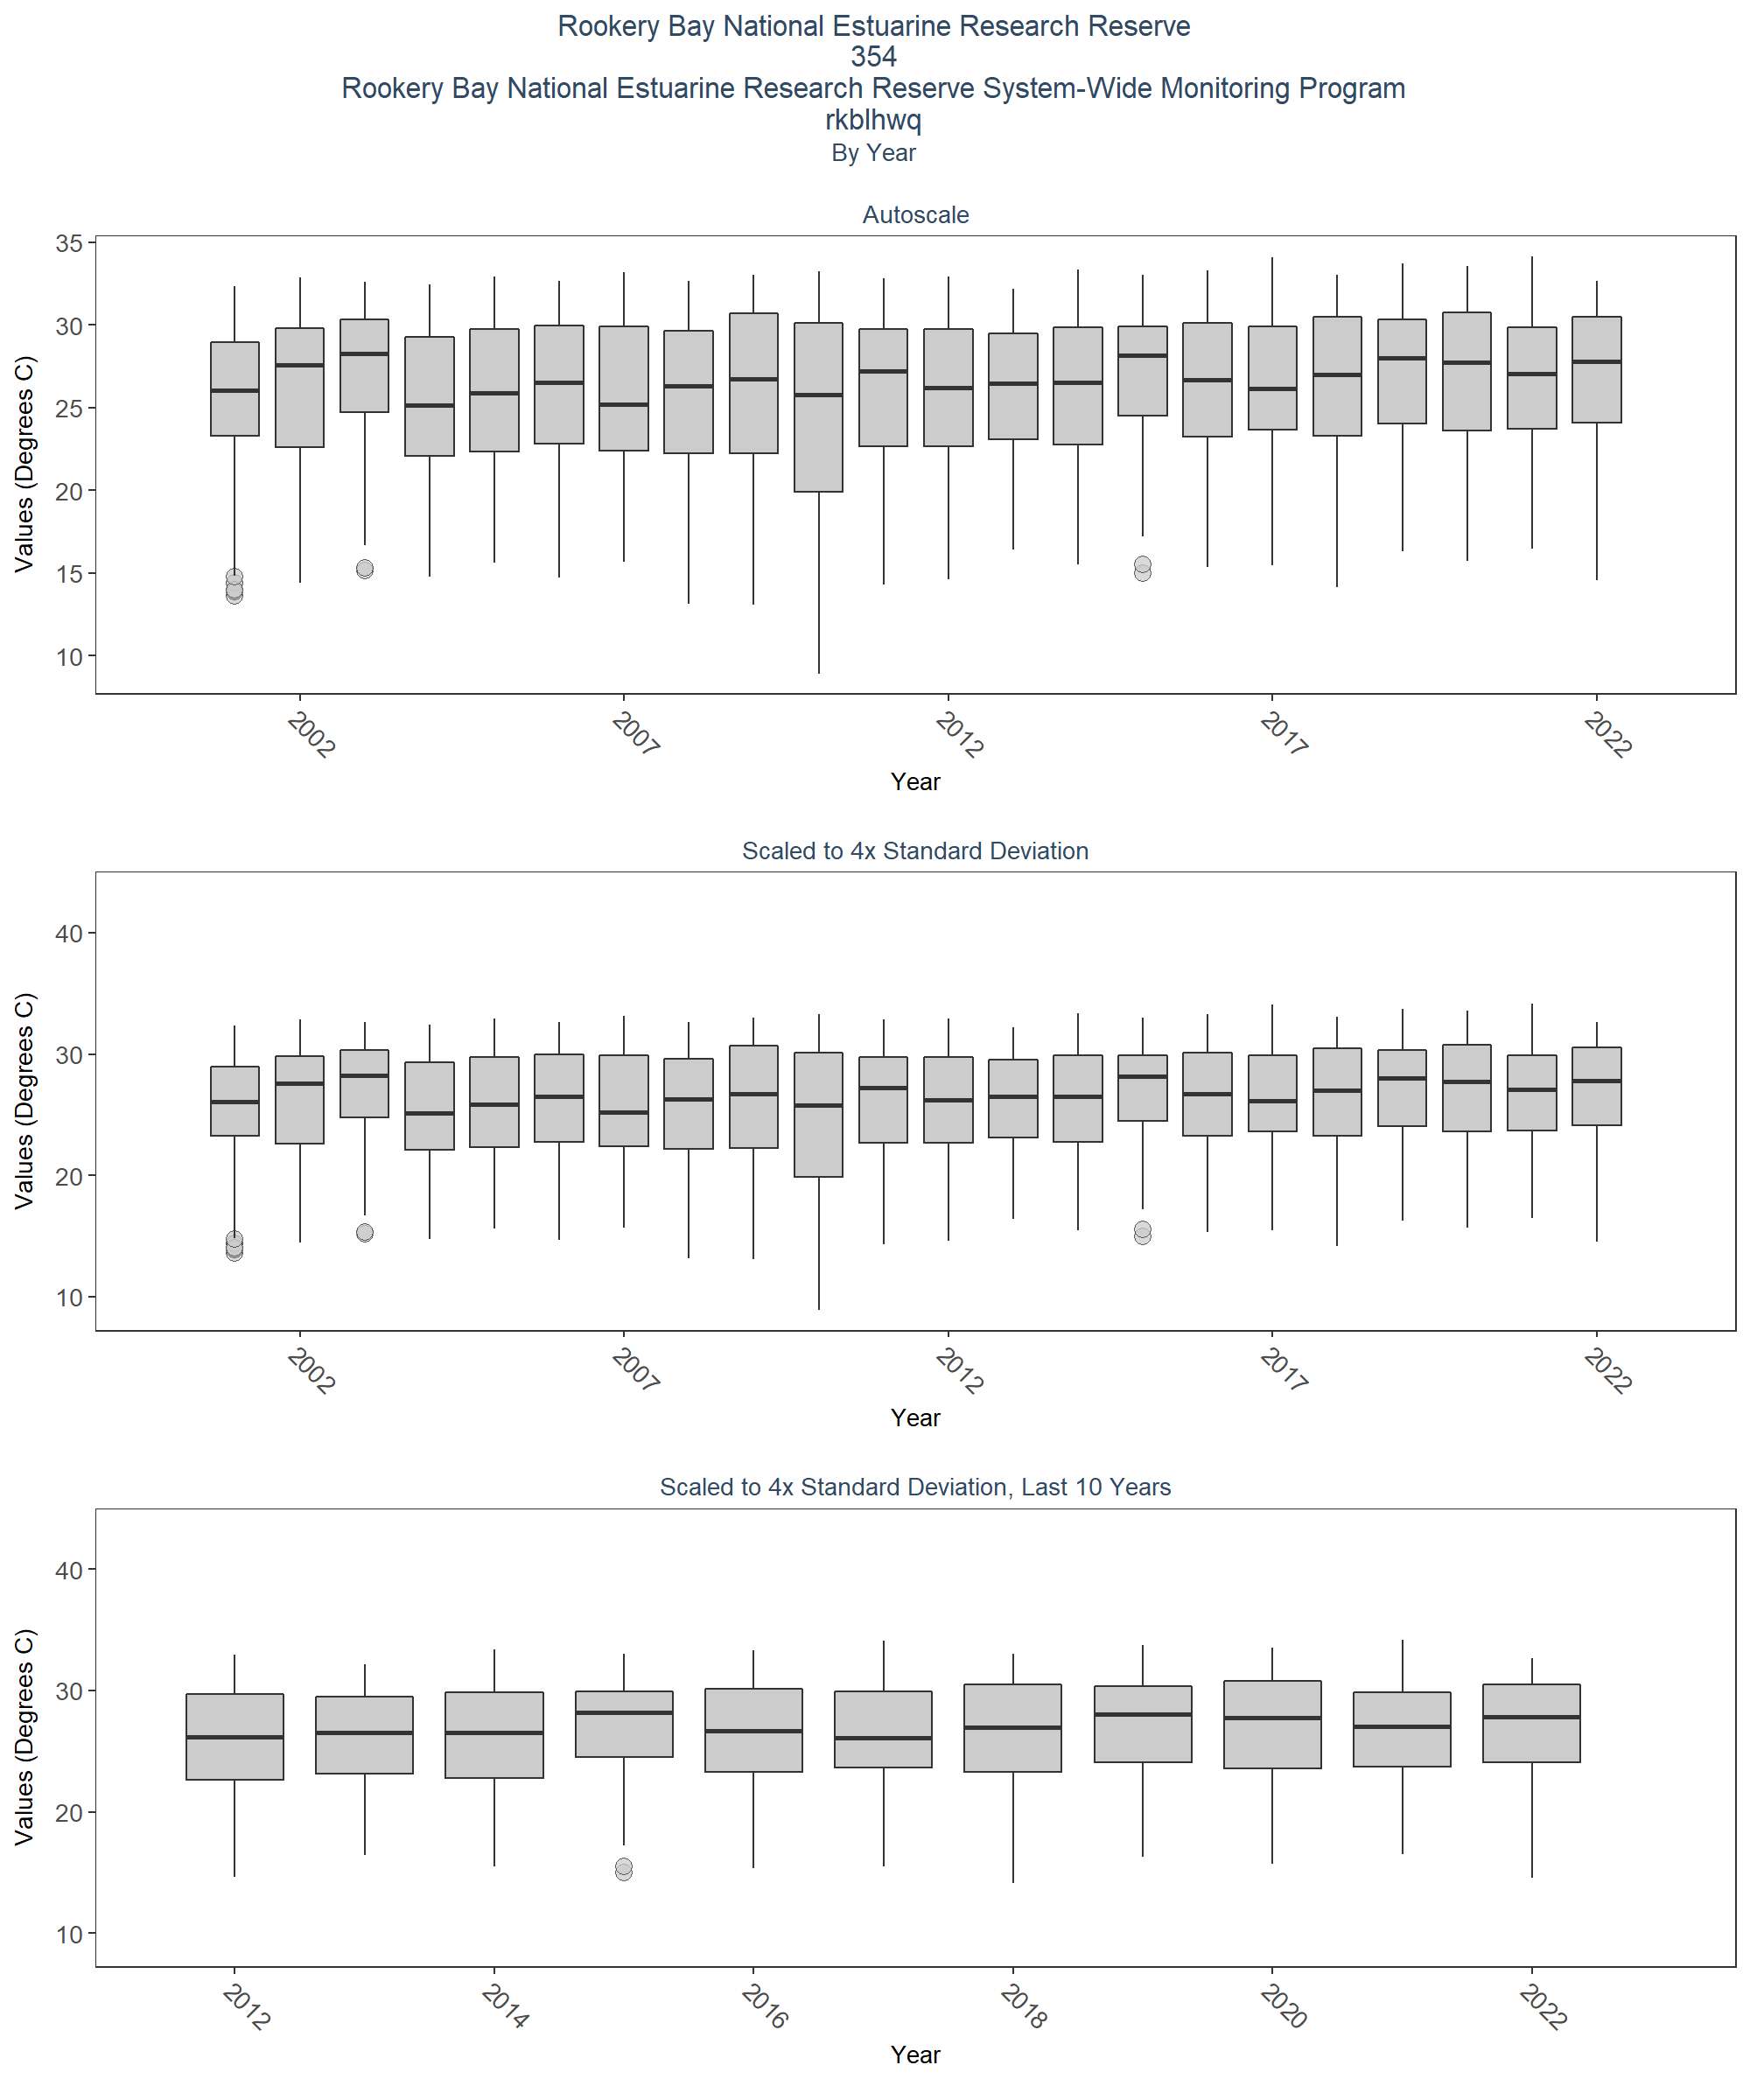 Rookery Bay National Estuarine Research Reserve
354
Rookery Bay National Estuarine Research Reserve System-Wide Monitoring Program
rkblhwq
By Year
Autoscale
35
30
25
20
15
10
Values (Degrees C)
2002 2007 2012 2017 2022
Year
Scaled to 4x Standard Deviation
40
30
20
10
Values (Degrees C)
2002 2007 2012 2017 2022
Year
Scaled to 4x Standard Deviation, Last 10 Years
40
30
20
10
Values (Degrees C)
2012 2014 2016 2018 2020 2022
Year